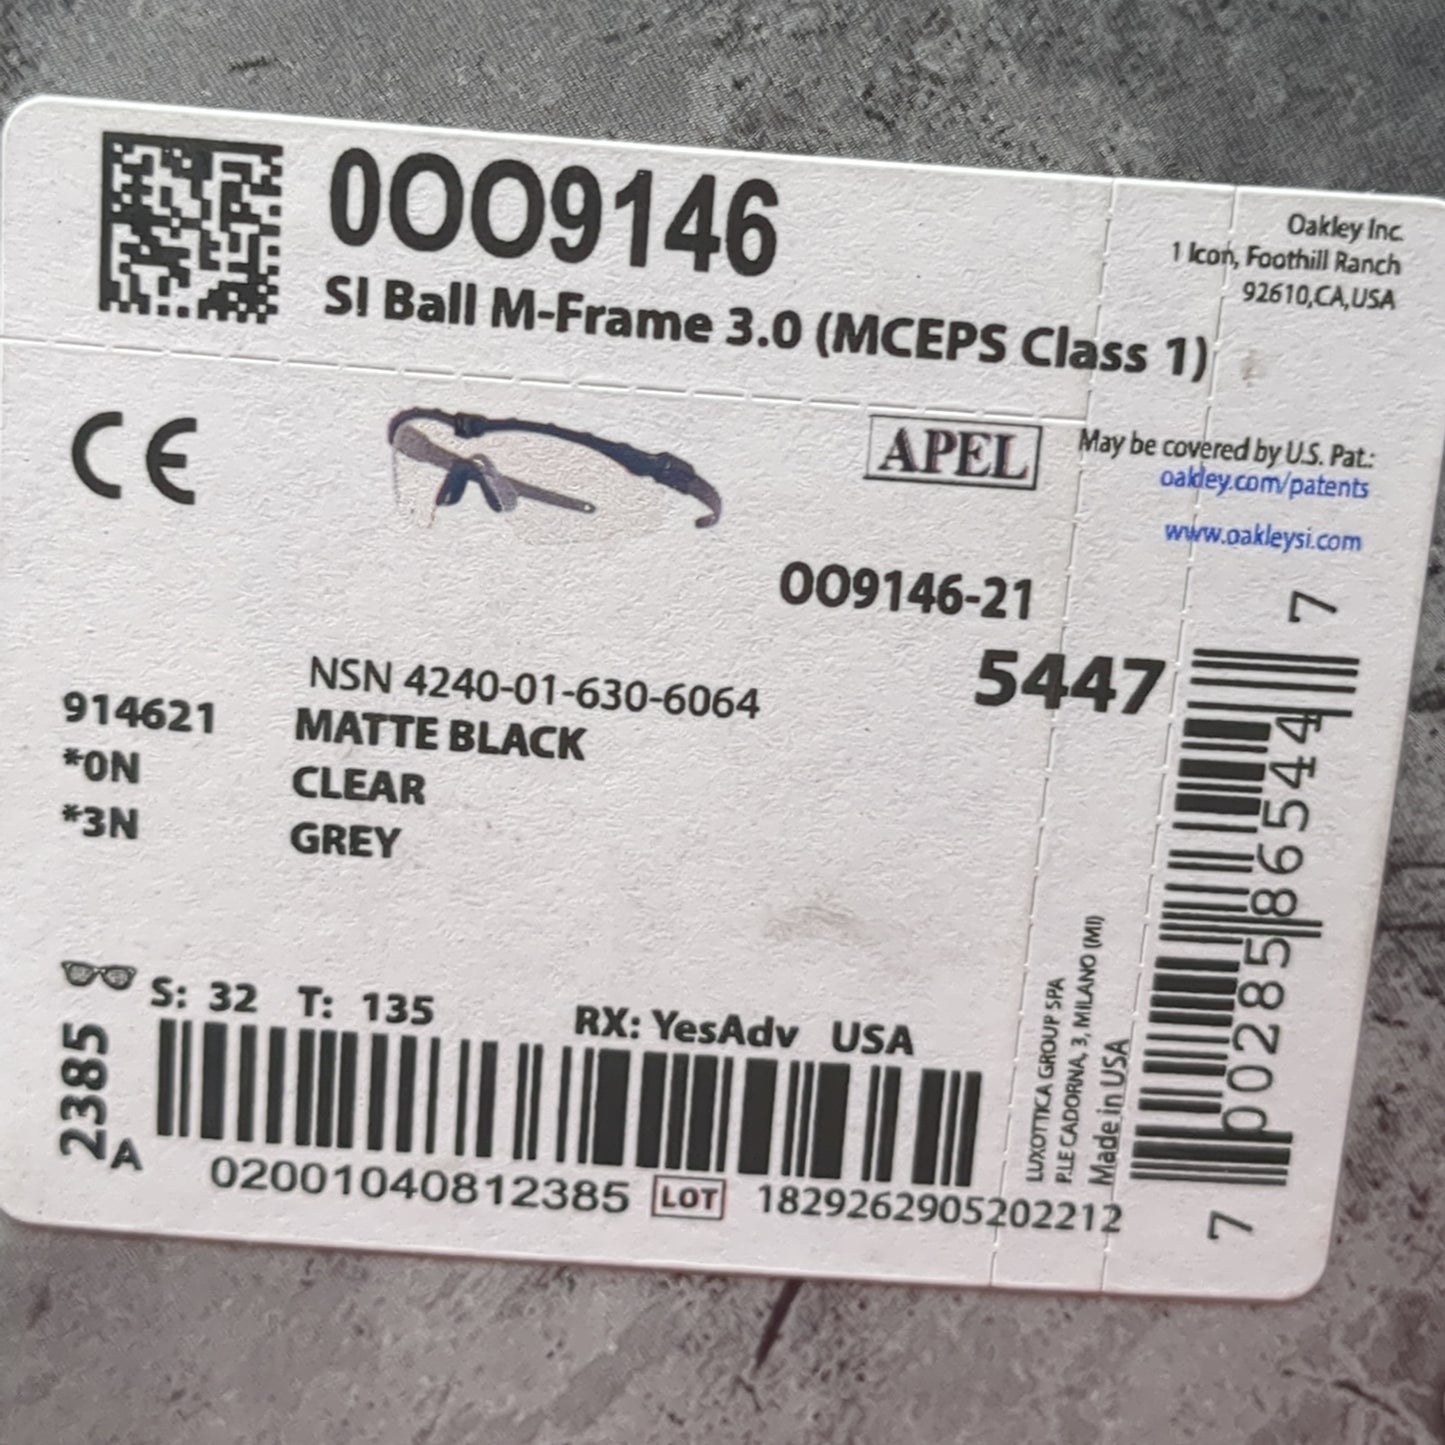 0OO9146
SI Ball M-Frame 3.0 (MCEPS Class 1)
Oakley Inc.
1 Icon, Foothill Ranch
92610,CA,USA
CE
APEL
May be covered by U.S. Pat.:
oakley.com/patents
www.oakleysi.com
OO9146-21
5447
NSN 4240-01-630-6064
914621 MATTE BLACK
*0N CLEAR
*3N GREY
S: 32 T: 135 RX: YesAdv USA
2385
A
02001040812385 LOT 1829262905202212
LUXOTTICA GROUP SPA
P.LE CADORNA, 3, MILANO (MI)
Made in USA
7 00285 86544 7